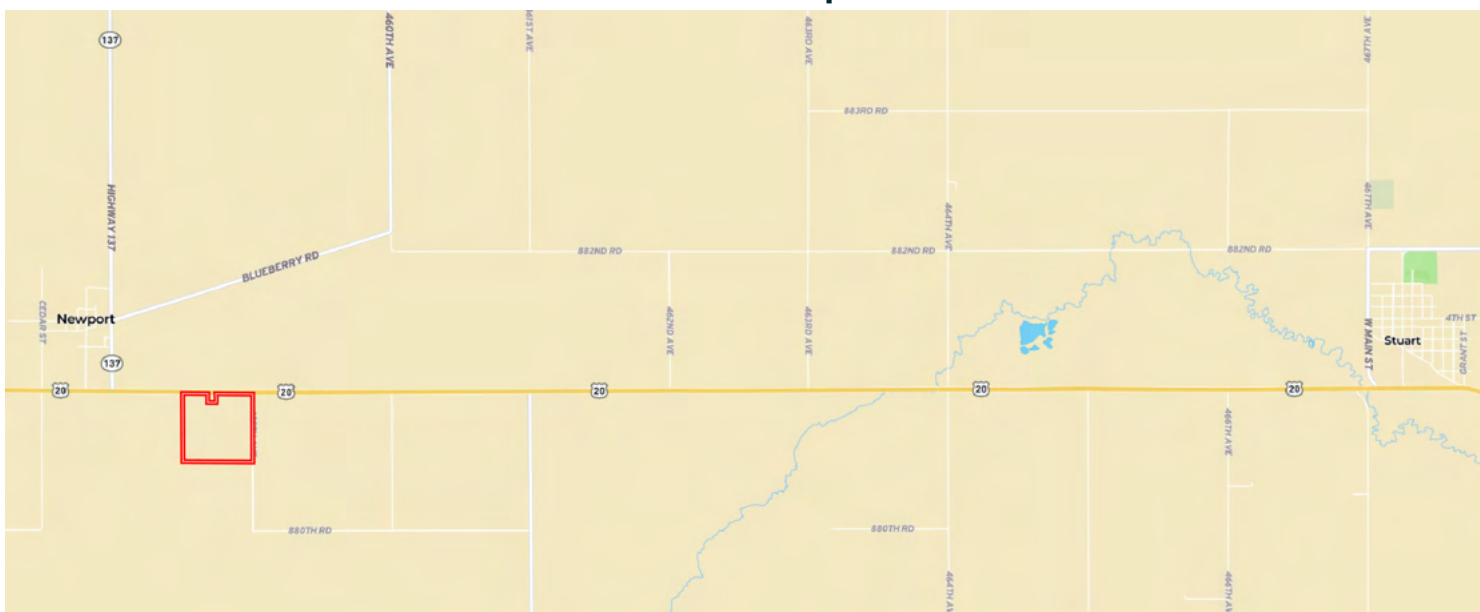 137
460TH AVE
461ST AVE
463RD AVE
467TH AVE
883RD RD
HIGHWAY 137
464TH AVE
467TH AVE
BLUEBERRY RD
882ND RD
882ND RD
882ND RD
CEDAR ST
Newport
462ND AVE
463RD AVE
W MAIN ST
4TH ST
Stuart
GRANT ST
137
20
20
20
20
20
466TH AVE
880TH RD
880TH RD
464TH AVE
466TH AVE